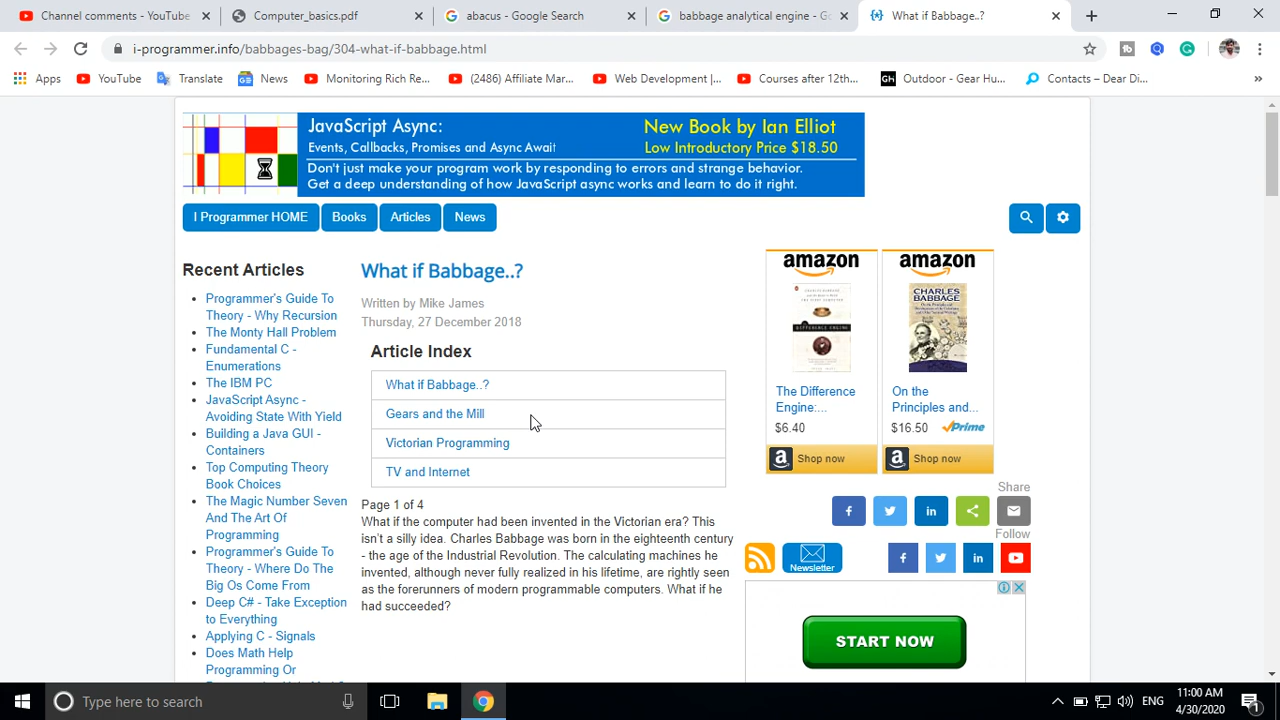 Channel comments - YouTube
Computer_basics.pdf
abacus - Google Search
babbage analytical engine - Go
What if Babbage..?
i-programmer.info/babbages-bag/304-what-if-babbage.html
Apps
YouTube
Translate
News
Monitoring Rich Re...
(2486) Affiliate Mar...
Web Development |...
Courses after 12th...
GH
Outdoor - Gear Hu...
Contacts – Dear Di...
»
JavaScript Async:
Events, Callbacks, Promises and Async Await
New Book by Ian Elliot
Low Introductory Price $18.50
Don't just make your program work by responding to errors and strange behavior.
Get a deep understanding of how JavaScript async works and learn to do it right.
I Programmer HOME
Books
Articles
News
Recent Articles
Programmer's Guide To
Theory - Why Recursion
The Monty Hall Problem
Fundamental C -
Enumerations
The IBM PC
JavaScript Async -
Avoiding State With Yield
Building a Java GUI -
Containers
Top Computing Theory
Book Choices
The Magic Number Seven
And The Art Of
Programming
Programmer's Guide To
Theory - Where Do The
Big Os Come From
Deep C# - Take Exception
to Everything
Applying C - Signals
Does Math Help
Programming Or
What if Babbage..?
Written by Mike James
Thursday, 27 December 2018
Article Index
What if Babbage..?
Gears and the Mill
Victorian Programming
TV and Internet
Page 1 of 4
What if the computer had been invented in the Victorian era? This
isn't a silly idea. Charles Babbage was born in the eighteenth century
- the age of the Industrial Revolution. The calculating machines he
invented, although never fully realized in his lifetime, are rightly seen
as the forerunners of modern programmable computers. What if he
had succeeded?
amazon
DIFFERENCE
ENGINE
The Difference
Engine:...
$6.40
a Shop now
amazon
CHARLES
BABBAGE
On the
Principles and...
$16.50
Prime
a Shop now
Share
Follow
Newsletter
START NOW
Type here to search
ENG
11:00 AM
4/30/2020
1